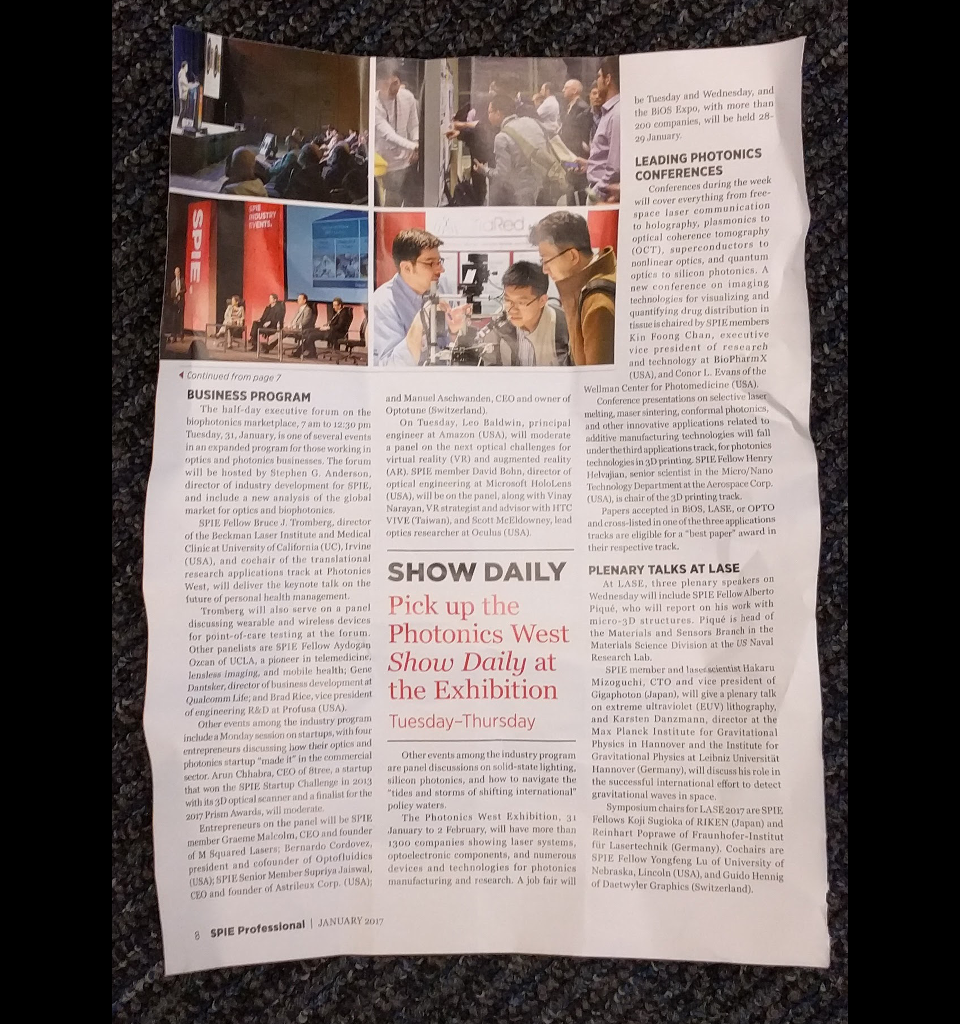 SPIE.
SPIE
INDUSTRY
EVENTS.
Continued from page 7
BUSINESS PROGRAM
The half-day executive forum on the
biophotonics marketplace, 7 am to 12:30 pm
Tuesday, 31, January, is one of several events
in an expanded program for those working in
optics and photonics businesses. The forum
will be hosted by Stephen G. Anderson,
director of industry development for SPIE,
and include a new analysis of the global
market for optics and biophotonics.
SPIE Fellow Bruce J. Tromberg, director
of the Beckman Laser Institute and Medical
Clinic at University of California (UC), Irvine
(USA), and cochair of the translational
research applications track at Photonics
West, will deliver the keynote talk on the
future of personal health management.
Tromberg will also serve on a panel
discussing wearable and wireless devices
for point-of-care testing at the forum.
Other panelists are SPIE Fellow Aydogan
Ozcan of UCLA, a pioneer in telemedicine,
lensless imaging, and mobile health; Gene
Dantsker, director of business development at
Qualcomm Life; and Brad Rice, vice president
of engineering R&D at Profusa (USA).
Other events among the industry program
include a Monday session on startups, with four
entrepreneurs discussing how their optics and
photonics startup "made it" in the commercial
sector. Arun Chhabra, CEO of 8tree, a startup
that won the SPIE Startup Challenge in 2013
with its 3D optical scanner and a finalist for the
2017 Prism Awards, will moderate.
Entrepreneurs on the panel will be SPIE
member Graeme Malcolm, CEO and founder
of M Squared Lasers; Bernardo Cordovez,
president and cofounder of Optofluidics
(USA); SPIE Senior Member Supriya Jaiswal,
CEO and founder of Astrileux Corp. (USA);
and Manuel Aschwanden, CEO and owner of
Optotune (Switzerland).
On Tuesday, Leo Baldwin, principal
engineer at Amazon (USA), will moderate
a panel on the next optical challenges for
virtual reality (VR) and augmented reality
(AR). SPIE member David Bohn, director of
optical engineering at Microsoft HoloLens
(USA), will be on the panel, along with Vinay
Narayan, VR strategist and advisor with HTC
VIVE (Taiwan), and Scott McEldowney, lead
optics researcher at Oculus (USA).
SHOW DAILY
Pick up the
Photonics West
Show Daily at
the Exhibition
Tuesday–Thursday
Other events among the industry program
are panel discussions on solid-state lighting,
silicon photonics, and how to navigate the
"tides and storms of shifting international"
policy waters.
The Photonics West Exhibition, 31
January to 2 February, will have more than
1300 companies showing laser systems,
optoelectronic components, and numerous
devices and technologies for photonics
manufacturing and research. A job fair will
be Tuesday and Wednesday, and
the BiOS Expo, with more than
200 companies, will be held 28-
29 January.
LEADING PHOTONICS
CONFERENCES
Conferences during the week
will cover everything from free-
space laser communication
to holography, plasmonics to
optical coherence tomography
(OCT), superconductors to
nonlinear optics, and quantum
optics to silicon photonics. A
new conference on imaging
technologies for visualizing and
quantifying drug distribution in
tissue is chaired by SPIE members
Kin Foong Chan, executive
vice president of research
and technology at BioPharmX
(USA), and Conor L. Evans of the
Wellman Center for Photomedicine (USA).
Conference presentations on selective laser
melting, maser sintering, conformal photonics,
and other innovative applications related to
additive manufacturing technologies will fall
under the third applications track, for photonics
technologies in 3D printing. SPIE Fellow Henry
Helvajian, senior scientist in the Micro/Nano
Technology Department at the Aerospace Corp.
(USA), is chair of the 3D printing track.
Papers accepted in BiOS, LASE, or OPTO
and cross-listed in one of the three applications
tracks are eligible for a "best paper" award in
their respective track.
PLENARY TALKS AT LASE
At LASE, three plenary speakers on
Wednesday will include SPIE Fellow Alberto
Piqué, who will report on his work with
micro-3D structures. Piqué is head of
the Materials and Sensors Branch in the
Materials Science Division at the US Naval
Research Lab.
SPIE member and laser scientist Hakaru
Mizoguchi, CTO and vice president of
Gigaphoton (Japan), will give a plenary talk
on extreme ultraviolet (EUV) lithography,
and Karsten Danzmann, director at the
Max Planck Institute for Gravitational
Physics in Hannover and the Institute for
Gravitational Physics at Leibniz Universität
Hannover (Germany), will discuss his role in
the successful international effort to detect
gravitational waves in space.
Symposium chairs for LASE 2017 are SPIE
Fellows Koji Sugioka of RIKEN (Japan) and
Reinhart Poprawe of Fraunhofer-Institut
für Lasertechnik (Germany). Cochairs are
SPIE Fellow Yongfeng Lu of University of
Nebraska, Lincoln (USA), and Guido Hennig
of Daetwyler Graphics (Switzerland).
8 SPIE Professional | JANUARY 2017